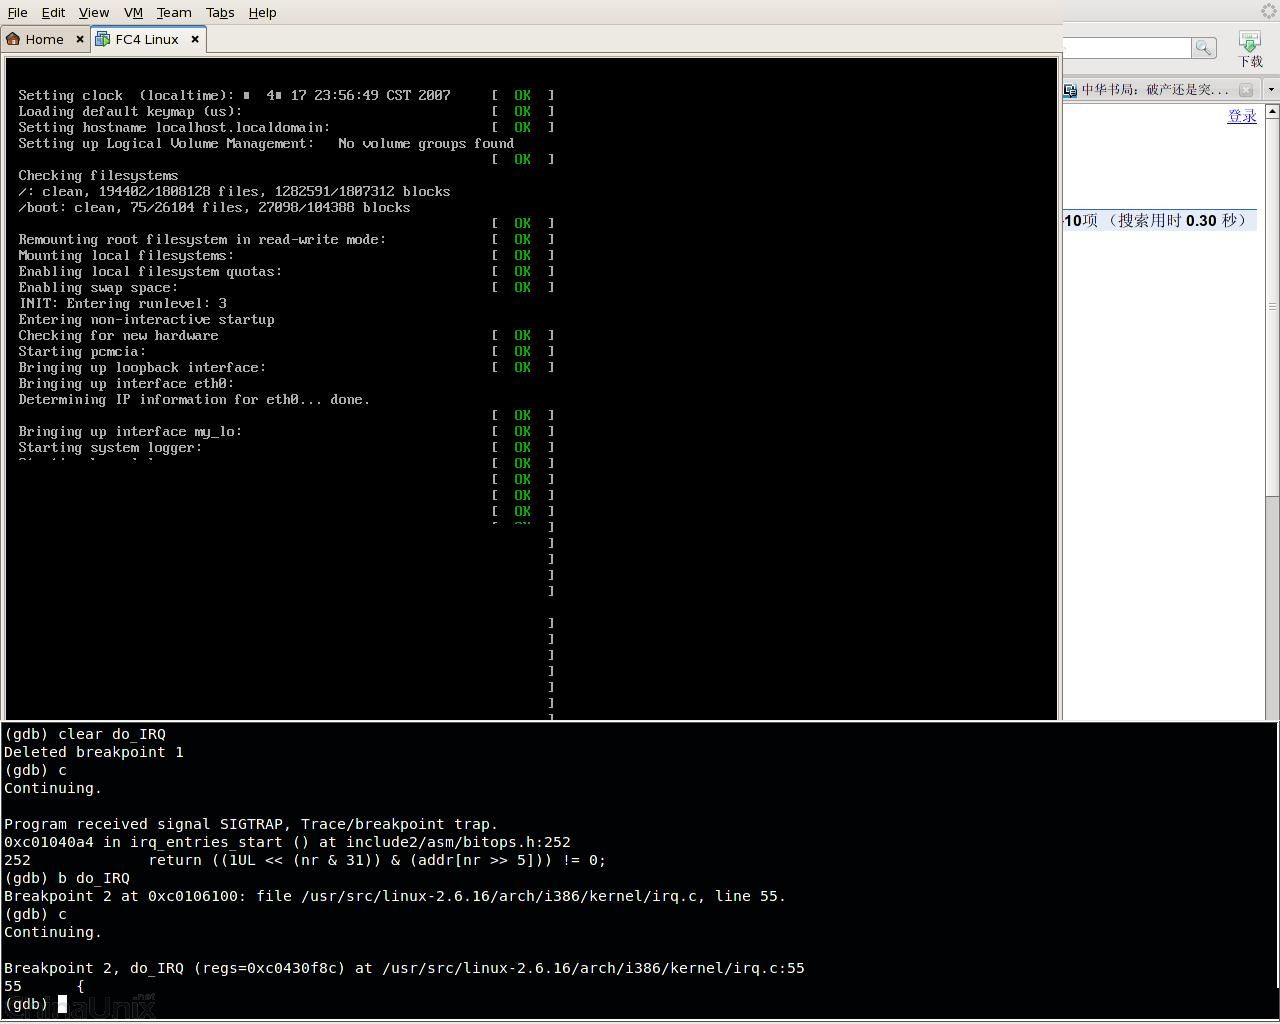 File Edit View VM Team Tabs Help
Home × FC4 Linux ×
下载
中华书局：破产还是突...
登录
10项 （搜索用时 0.30 秒）
Setting clock (localtime): ■ 4■ 17 23:56:49 CST 2007 [ OK ]
Loading default keymap (us): [ OK ]
Setting hostname localhost.localdomain: [ OK ]
Setting up Logical Volume Management: No volume groups found
[ OK ]
Checking filesystems
/: clean, 194402/1808128 files, 1282591/1807312 blocks
/boot: clean, 75/26104 files, 27098/104388 blocks
[ OK ]
Remounting root filesystem in read-write mode: [ OK ]
Mounting local filesystems: [ OK ]
Enabling local filesystem quotas: [ OK ]
Enabling swap space: [ OK ]
INIT: Entering runlevel: 3
Entering non-interactive startup
Checking for new hardware [ OK ]
Starting pcmcia: [ OK ]
Bringing up loopback interface: [ OK ]
Bringing up interface eth0:
Determining IP information for eth0... done.
[ OK ]
Bringing up interface my_lo: [ OK ]
Starting system logger: [ OK ]
[ OK ]
[ OK ]
[ OK ]
[ OK ]
[ OK ]
]
]
]
]
]
]
]
]
]
]
]
(gdb) clear do_IRQ
Deleted breakpoint 1
(gdb) c
Continuing.
Program received signal SIGTRAP, Trace/breakpoint trap.
0xc01040a4 in irq_entries_start () at include2/asm/bitops.h:252
252 return ((1UL << (nr & 31)) & (addr[nr >> 5])) != 0;
(gdb) b do_IRQ
Breakpoint 2 at 0xc0106100: file /usr/src/linux-2.6.16/arch/i386/kernel/irq.c, line 55.
(gdb) c
Continuing.
Breakpoint 2, do_IRQ (regs=0xc0430f8c) at /usr/src/linux-2.6.16/arch/i386/kernel/irq.c:55
55 {
(gdb)
ChinaUnix.net